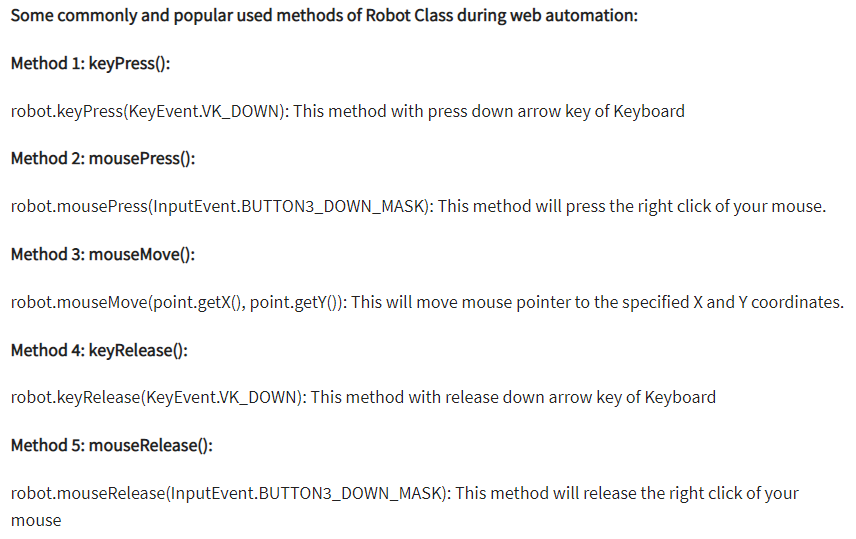 Some commonly and popular used methods of Robot Class during web automation:
Method 1: keyPress():
robot.keyPress(KeyEvent.VK_DOWN): This method with press down arrow key of Keyboard
Method 2: mousePress():
robot.mousePress(InputEvent.BUTTON3_DOWN_MASK): This method will press the right click of your mouse.
Method 3: mouseMove():
robot.mouseMove(point.getX(), point.getY()): This will move mouse pointer to the specified X and Y coordinates.
Method 4: keyRelease():
robot.keyRelease(KeyEvent.VK_DOWN): This method with release down arrow key of Keyboard
Method 5: mouseRelease():
robot.mouseRelease(InputEvent.BUTTON3_DOWN_MASK): This method will release the right click of your
mouse